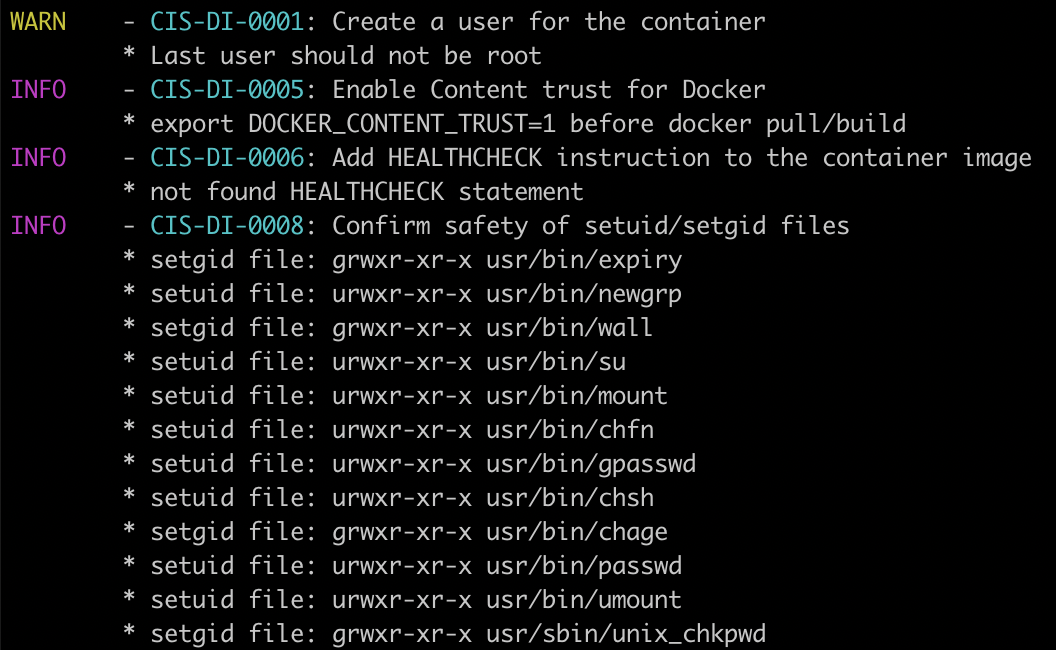 WARN - CIS-DI-0001: Create a user for the container
* Last user should not be root
INFO - CIS-DI-0005: Enable Content trust for Docker
* export DOCKER_CONTENT_TRUST=1 before docker pull/build
INFO - CIS-DI-0006: Add HEALTHCHECK instruction to the container image
* not found HEALTHCHECK statement
INFO - CIS-DI-0008: Confirm safety of setuid/setgid files
* setgid file: grwxr-xr-x usr/bin/expiry
* setuid file: urwxr-xr-x usr/bin/newgrp
* setgid file: grwxr-xr-x usr/bin/wall
* setuid file: urwxr-xr-x usr/bin/su
* setuid file: urwxr-xr-x usr/bin/mount
* setuid file: urwxr-xr-x usr/bin/chfn
* setuid file: urwxr-xr-x usr/bin/gpasswd
* setuid file: urwxr-xr-x usr/bin/chsh
* setgid file: grwxr-xr-x usr/bin/chage
* setuid file: urwxr-xr-x usr/bin/passwd
* setuid file: urwxr-xr-x usr/bin/umount
* setgid file: grwxr-xr-x usr/sbin/unix_chkpwd